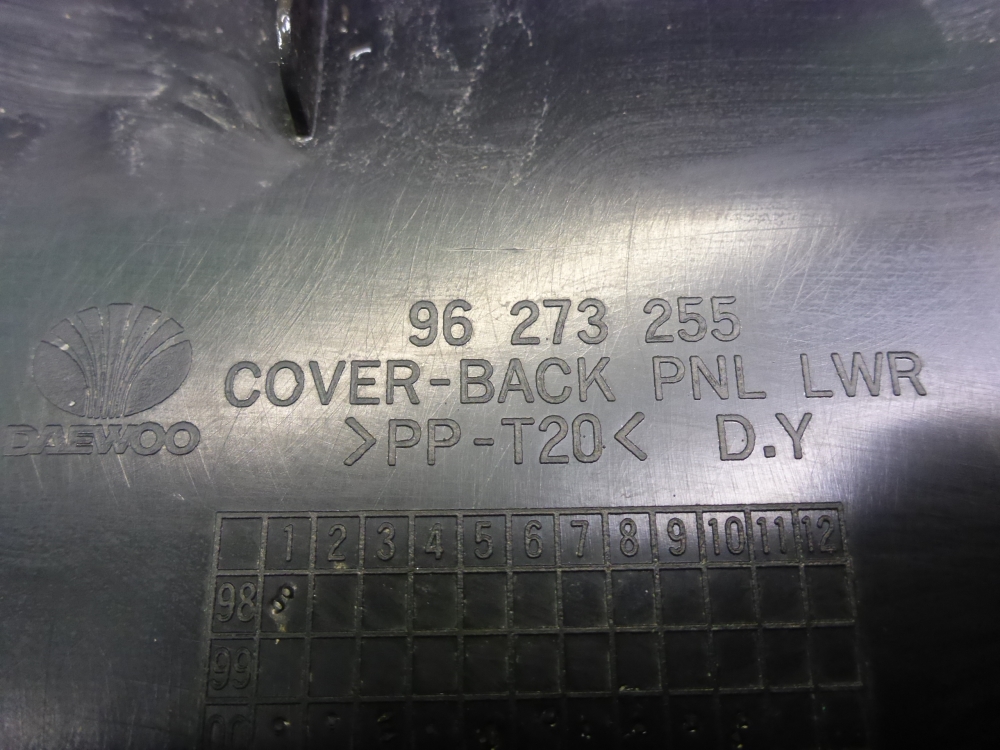 96 273 255
COVER-BACK PNL LWR
DAEWOO
>PP-T20< D.Y
1 2 3 4 5 6 7 8 9 10 11 12
98
99